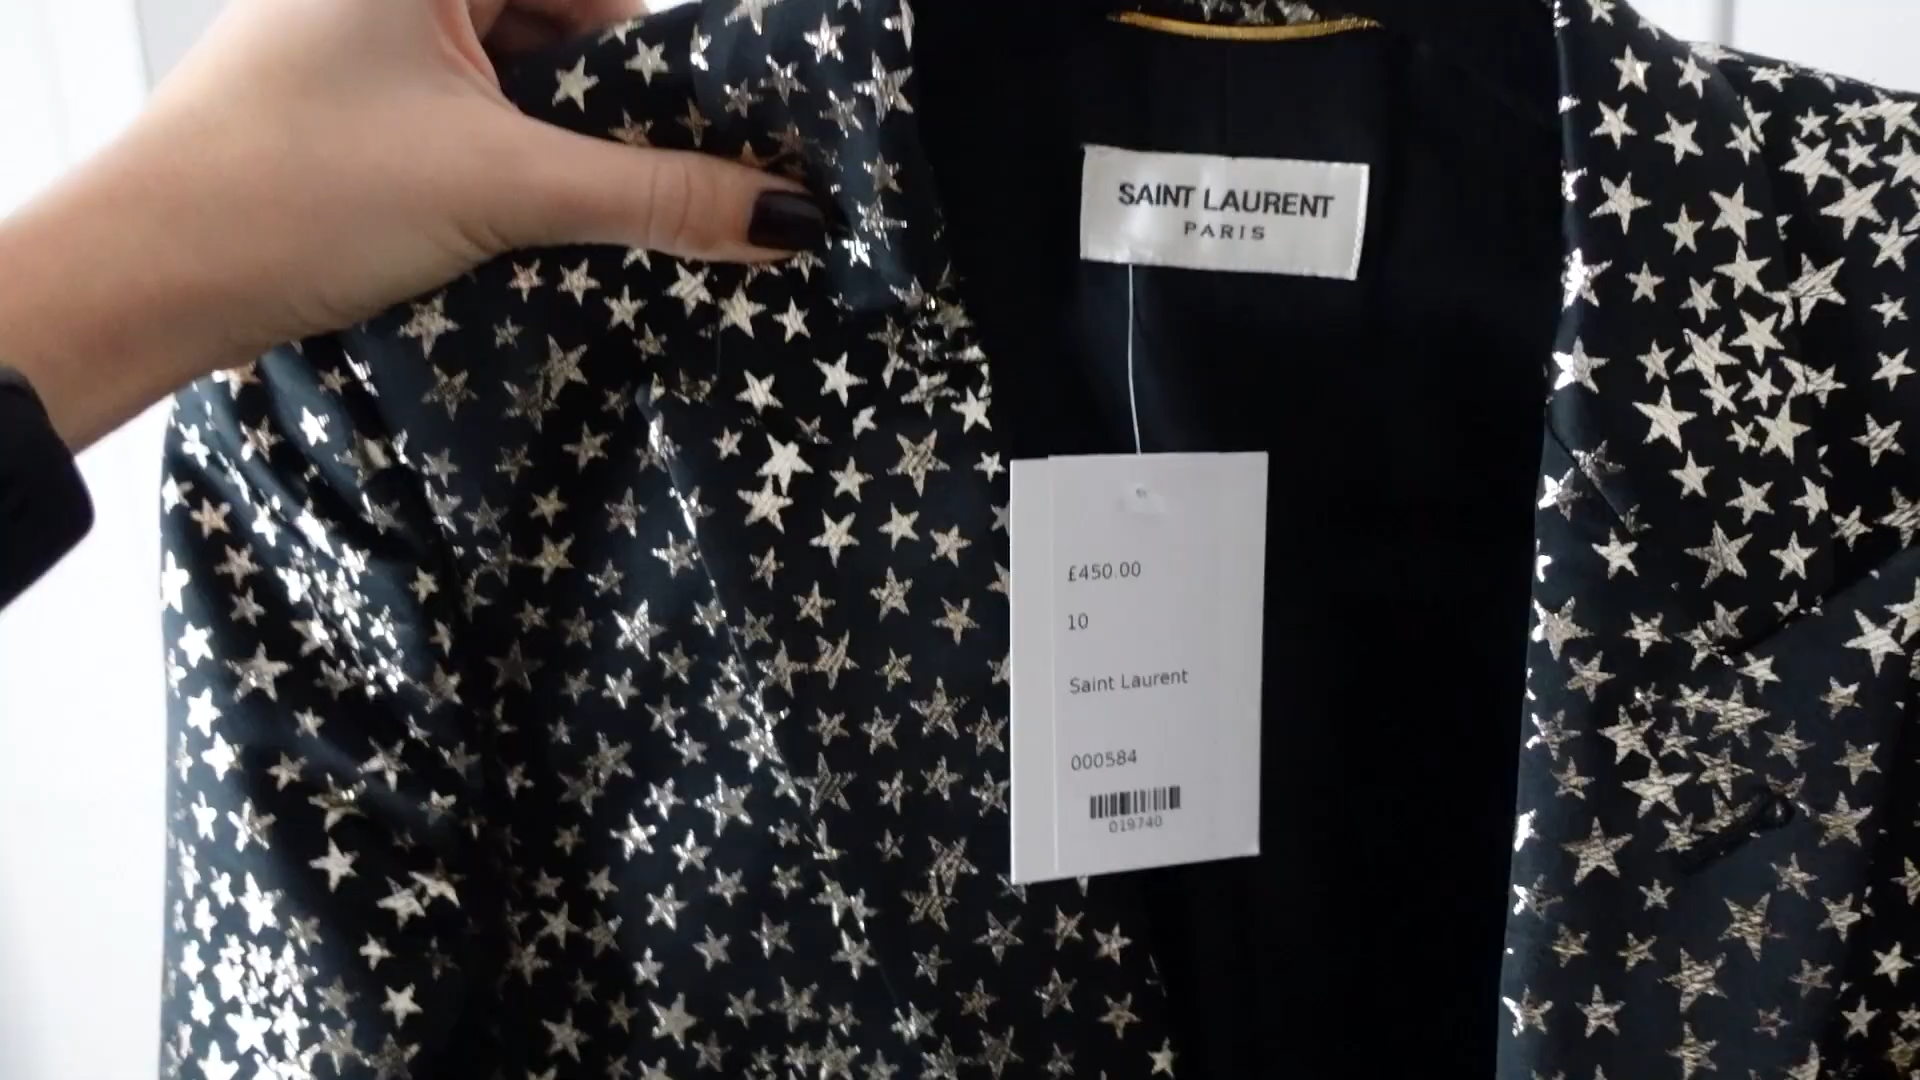 SAINT LAURENT
PARIS
£450.00
10
Saint Laurent
000584
019740